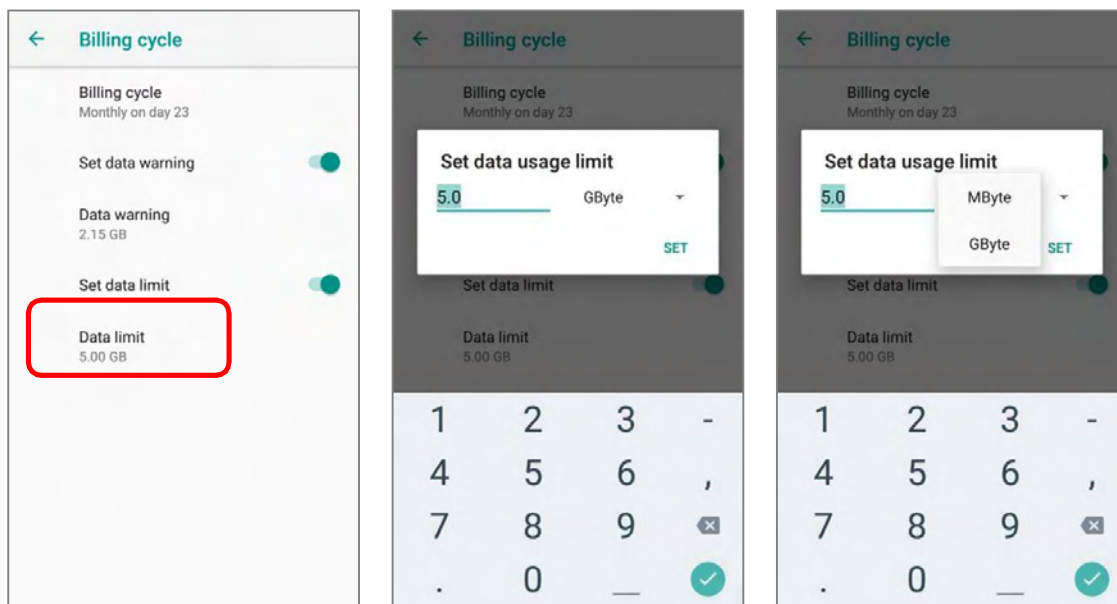 Billing cycle
Billing cycle
Monthly on day 23
Set data warning
Data warning
2.15 GB
Set data limit
Data limit
5.00 GB
Billing cycle
Billing cycle
Monthly on day 23
Set data usage limit
5.0 GByte
SET
Set data limit
Data limit
5.00 GB
1 2 3 -
4 5 6 ,
7 8 9
. 0 _
Billing cycle
Billing cycle
Monthly on day 23
Set data usage limit
5.0 MByte
GByte SET
Set data limit
Data limit
5.00 GB
1 2 3 -
4 5 6 ,
7 8 9
. 0 _